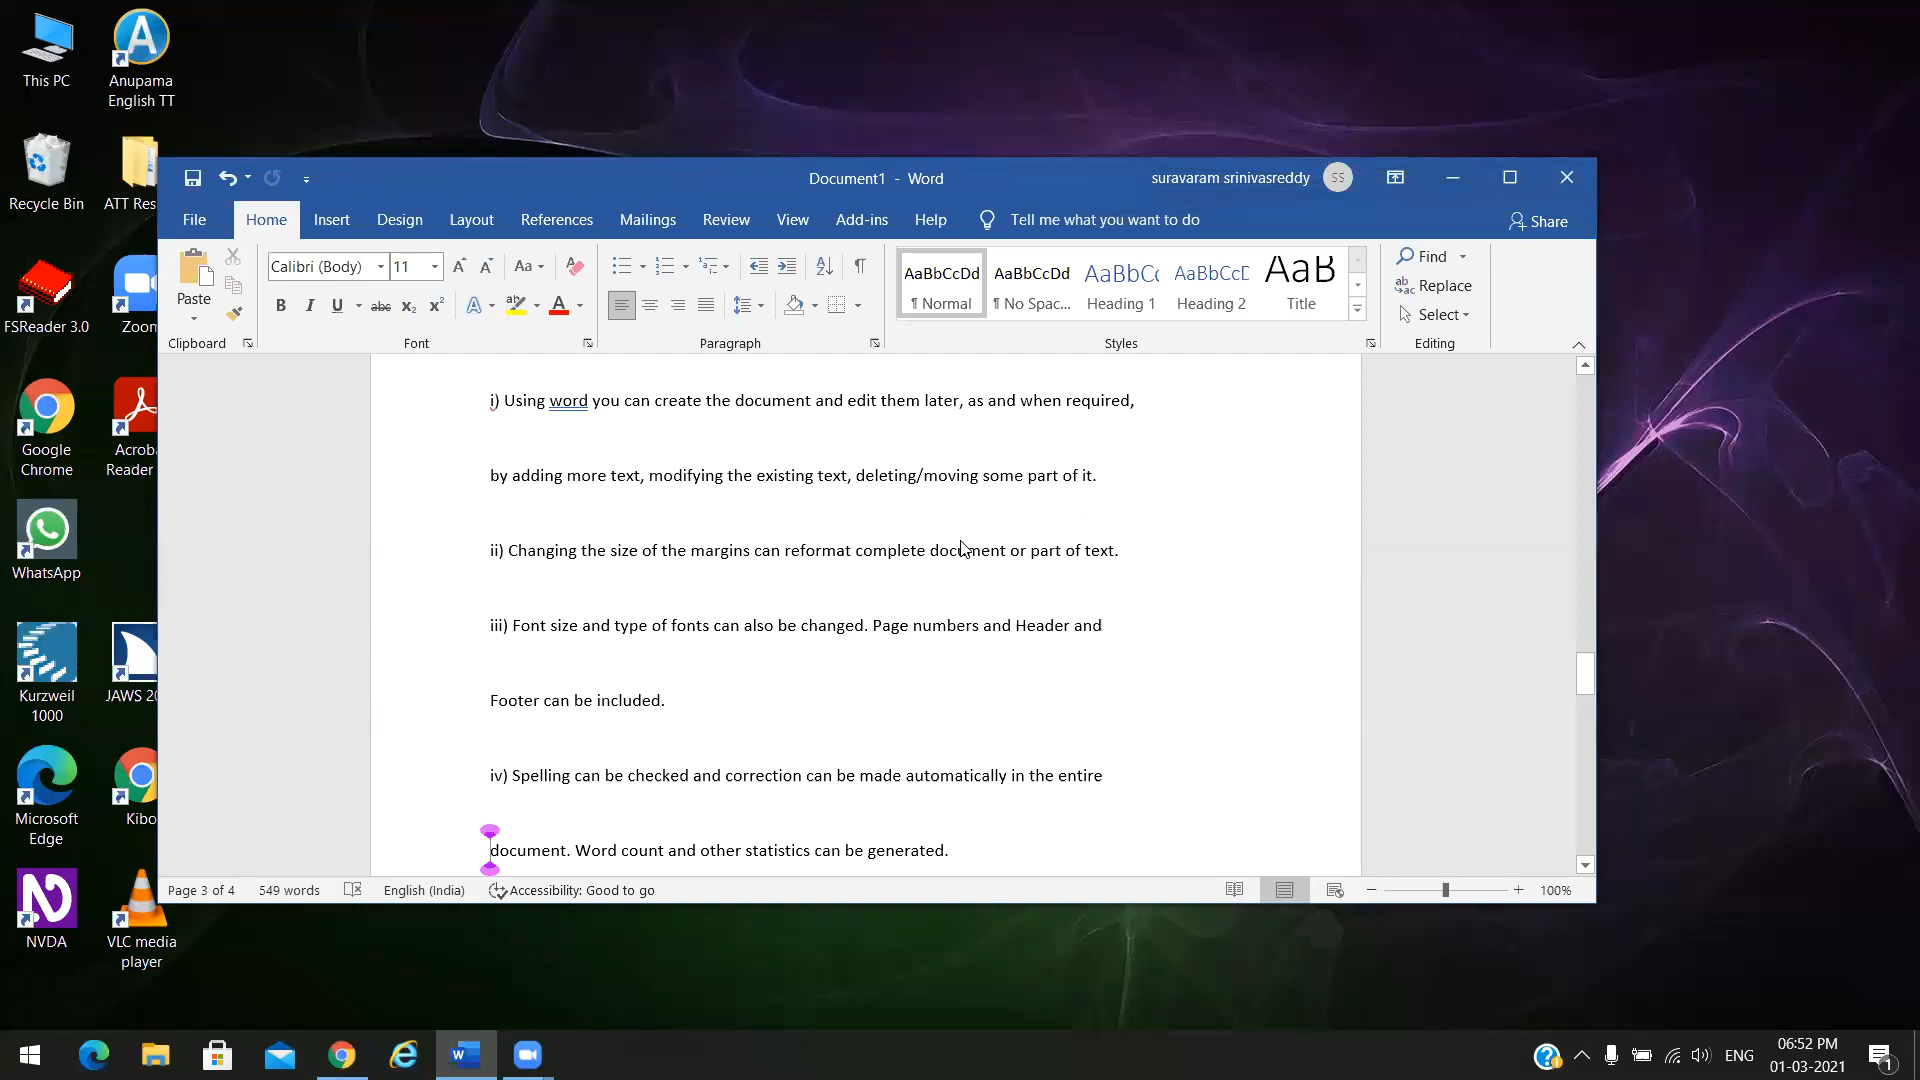 This PC
Anupama
English TT
Recycle Bin
ATT Res
FSReader 3.0
Zoom
Google
Chrome
Acroba
Reader
WhatsApp
Kurzweil
1000
JAWS 20
Microsoft
Edge
Kibo
NVDA
VLC media
player
Document1 - Word
suravaram srinivasreddy
SS
File Home Insert Design Layout References Mailings Review View Add-ins Help Tell me what you want to do
Share
Paste
Clipboard
Calibri (Body) 11
Aa
B I U abc x₂ x² A A
Font
Paragraph
AaBbCcDd AaBbCcDd AaBbCc AaBbCcD AaB
¶ Normal ¶ No Spac... Heading 1 Heading 2 Title
Styles
Find
Replace
Select
Editing
i) Using word you can create the document and edit them later, as and when required,
by adding more text, modifying the existing text, deleting/moving some part of it.
ii) Changing the size of the margins can reformat complete document or part of text.
iii) Font size and type of fonts can also be changed. Page numbers and Header and
Footer can be included.
iv) Spelling can be checked and correction can be made automatically in the entire
document. Word count and other statistics can be generated.
Page 3 of 4 549 words English (India) Accessibility: Good to go 100%
ENG
06:52 PM
01-03-2021
1